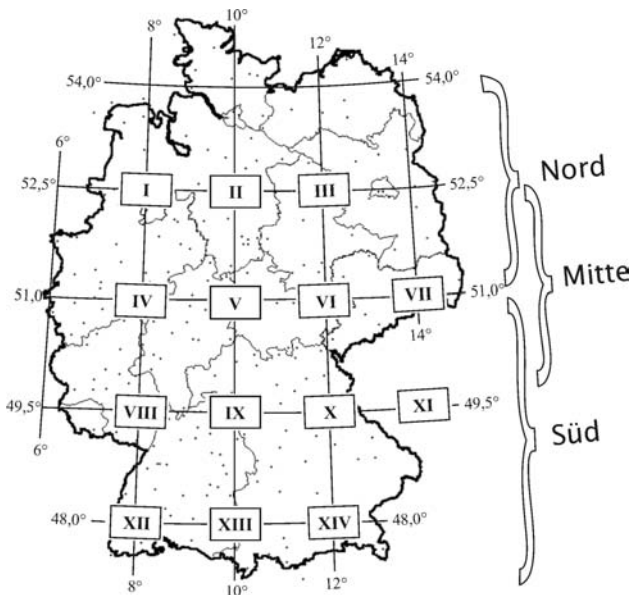 10°
8°
12°
14°
54,0°
54,0°
6°
Nord
52,5°
I
II
III
52,5°
Mitte
51,0°
IV
V
VI
VII
51,0°
14°
49,5°
VIII
IX
X
XI
49,5°
Süd
6°
48,0°
XII
XIII
XIV
48,0°
8°
10°
12°